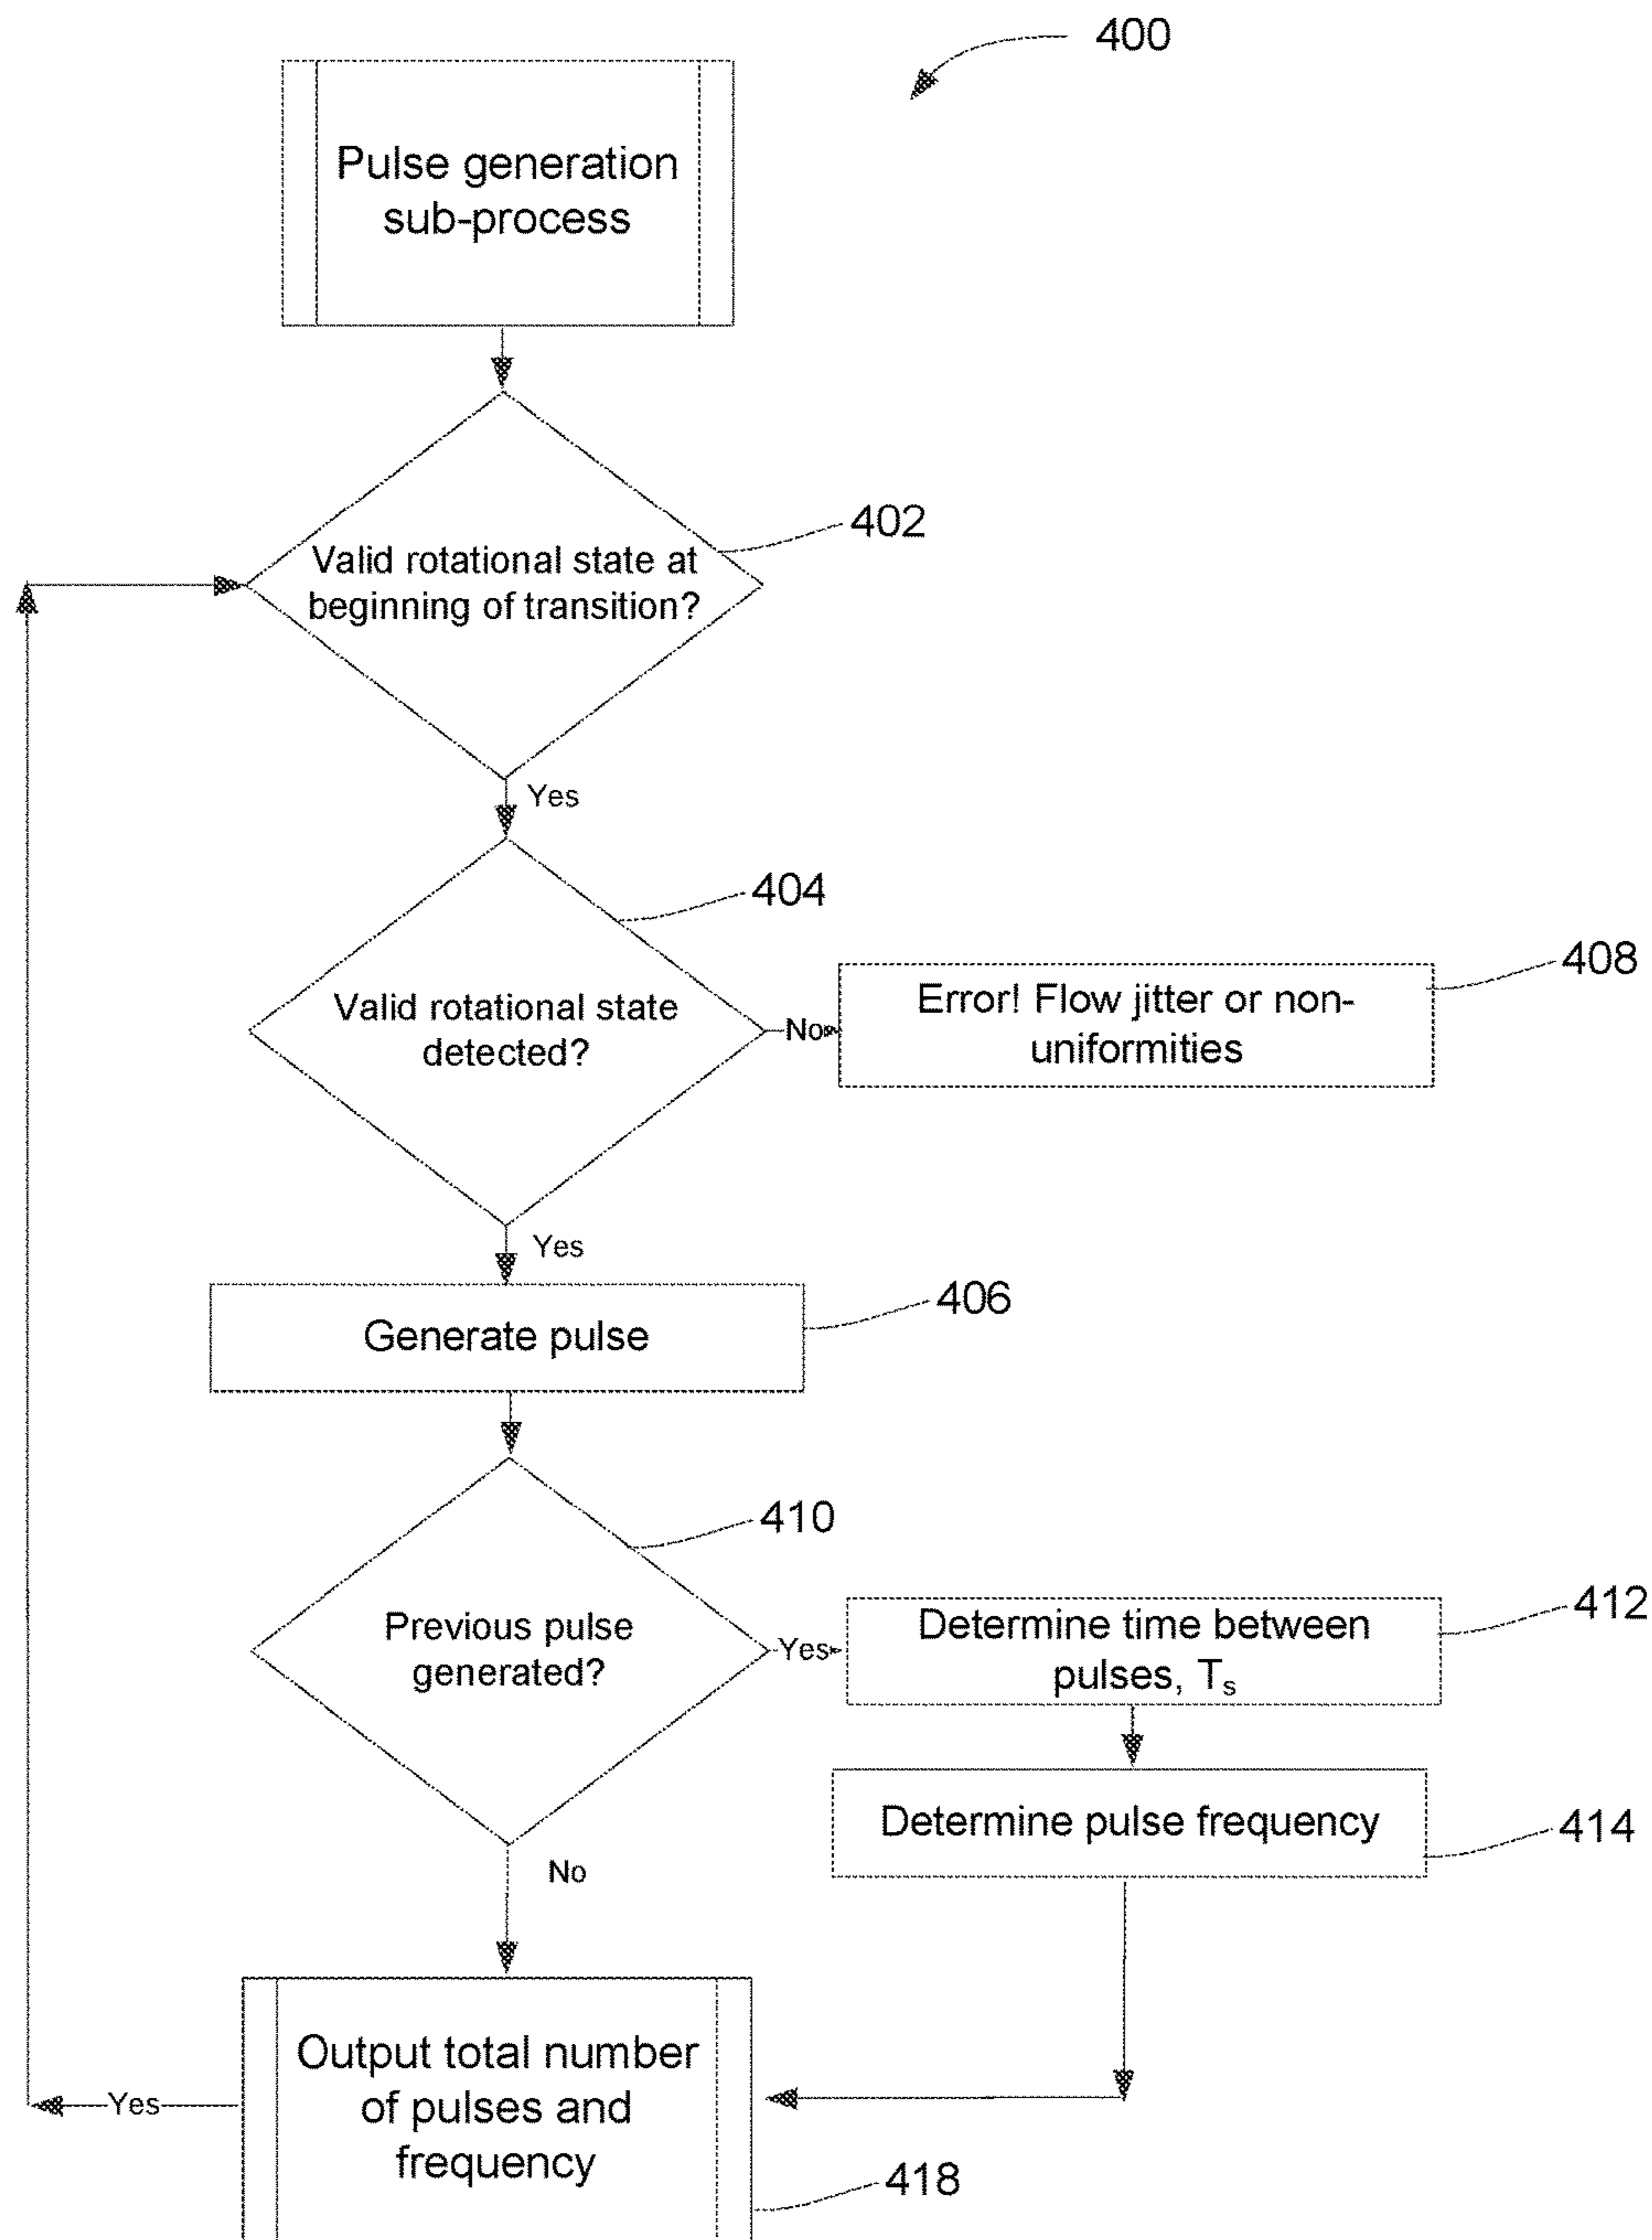 400
Pulse generation
sub-process
402
Valid rotational state at
beginning of transition?
Yes
404
Valid rotational state
detected?
No
408
Error! Flow jitter or non-
uniformities
Yes
406
Generate pulse
410
Previous pulse
generated?
Yes
412
Determine time between
pulses, Ts
Determine pulse frequency
414
No
Output total number
of pulses and
frequency
Yes
418